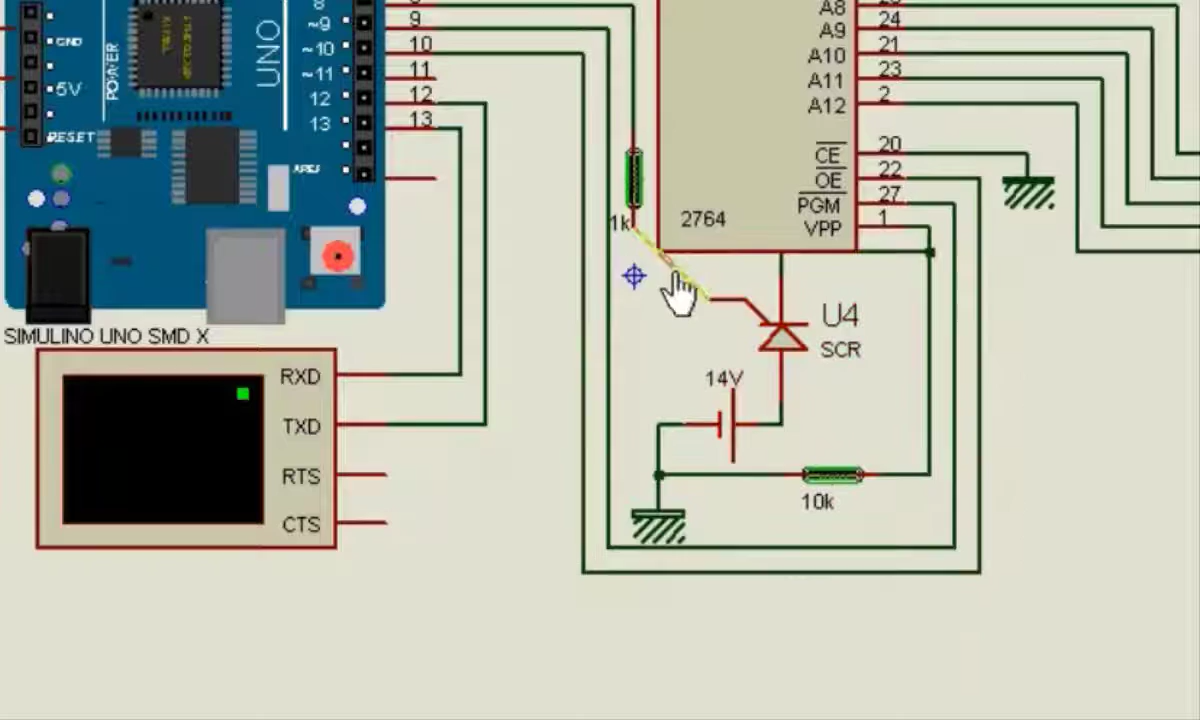 8
~9
~10
~11
12
13
GND
5V
RESET
POWER
UNO
9
10
11
12
13
SIMULINO UNO SMD X
RXD
TXD
RTS
CTS
1k
2764
A8
A9
A10
A11
A12
CE
OE
PGM
VPP
24
21
23
2
20
22
27
1
U4
SCR
14V
10k